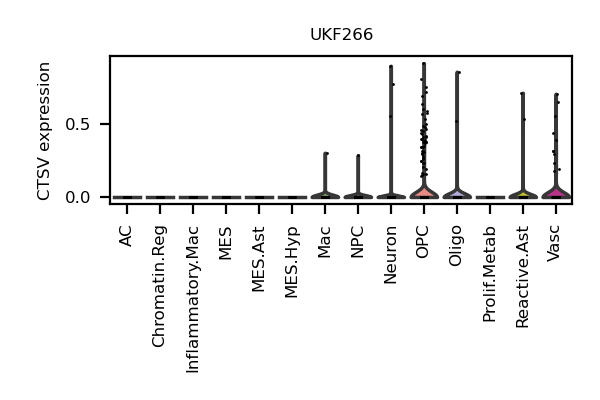 UKF266
CTSV expression
0.5
0.0
AC
Chromatin.Reg
Inflammatory.Mac
MES
MES.Ast
MES.Hyp
Mac
NPC
Neuron
OPC
Oligo
Prolif.Metab
Reactive.Ast
Vasc